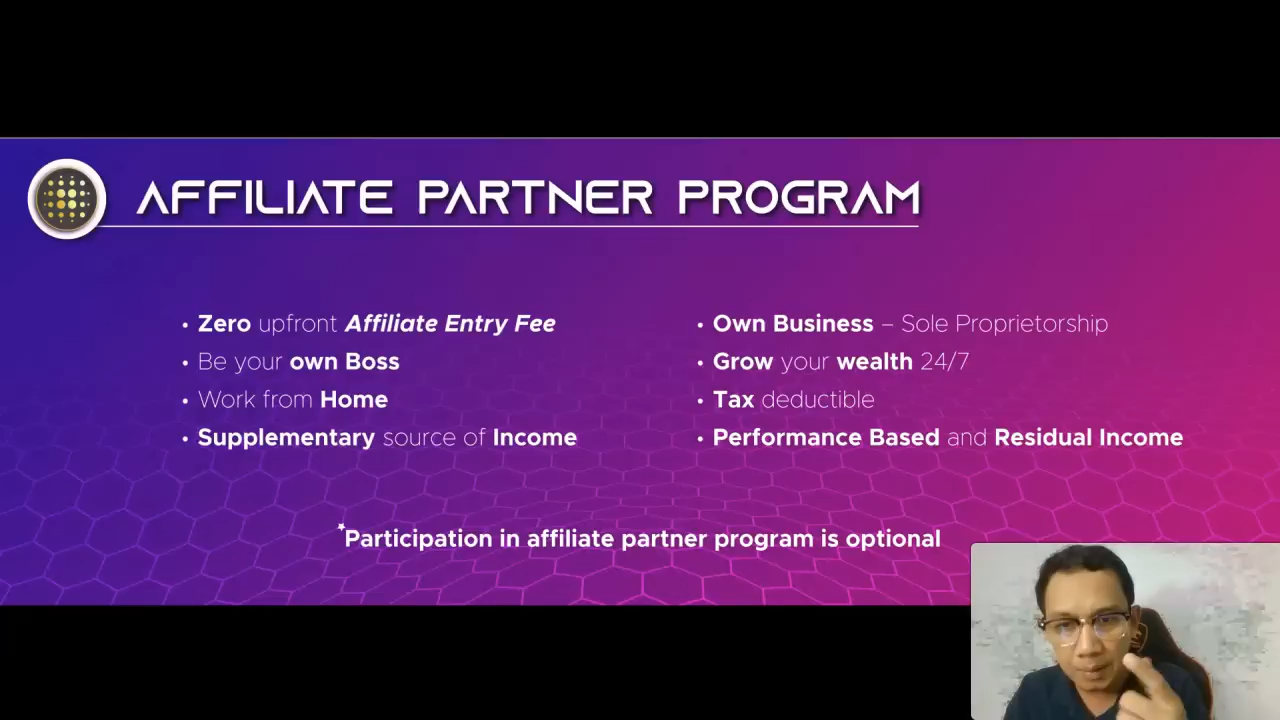 AFFILIATE PARTNER PROGRAM
• Zero upfront Affiliate Entry Fee
• Be your own Boss
• Work from Home
• Supplementary source of Income
• Own Business – Sole Proprietorship
• Grow your wealth 24/7
• Tax deductible
• Performance Based and Residual Income
*Participation in affiliate partner program is optional